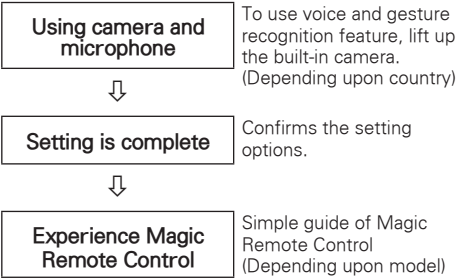 Using camera and
microphone
To use voice and gesture
recognition feature, lift up
the built-in camera.
(Depending upon country)
Setting is complete
Confirms the setting
options.
Experience Magic
Remote Control
Simple guide of Magic
Remote Control
(Depending upon model)